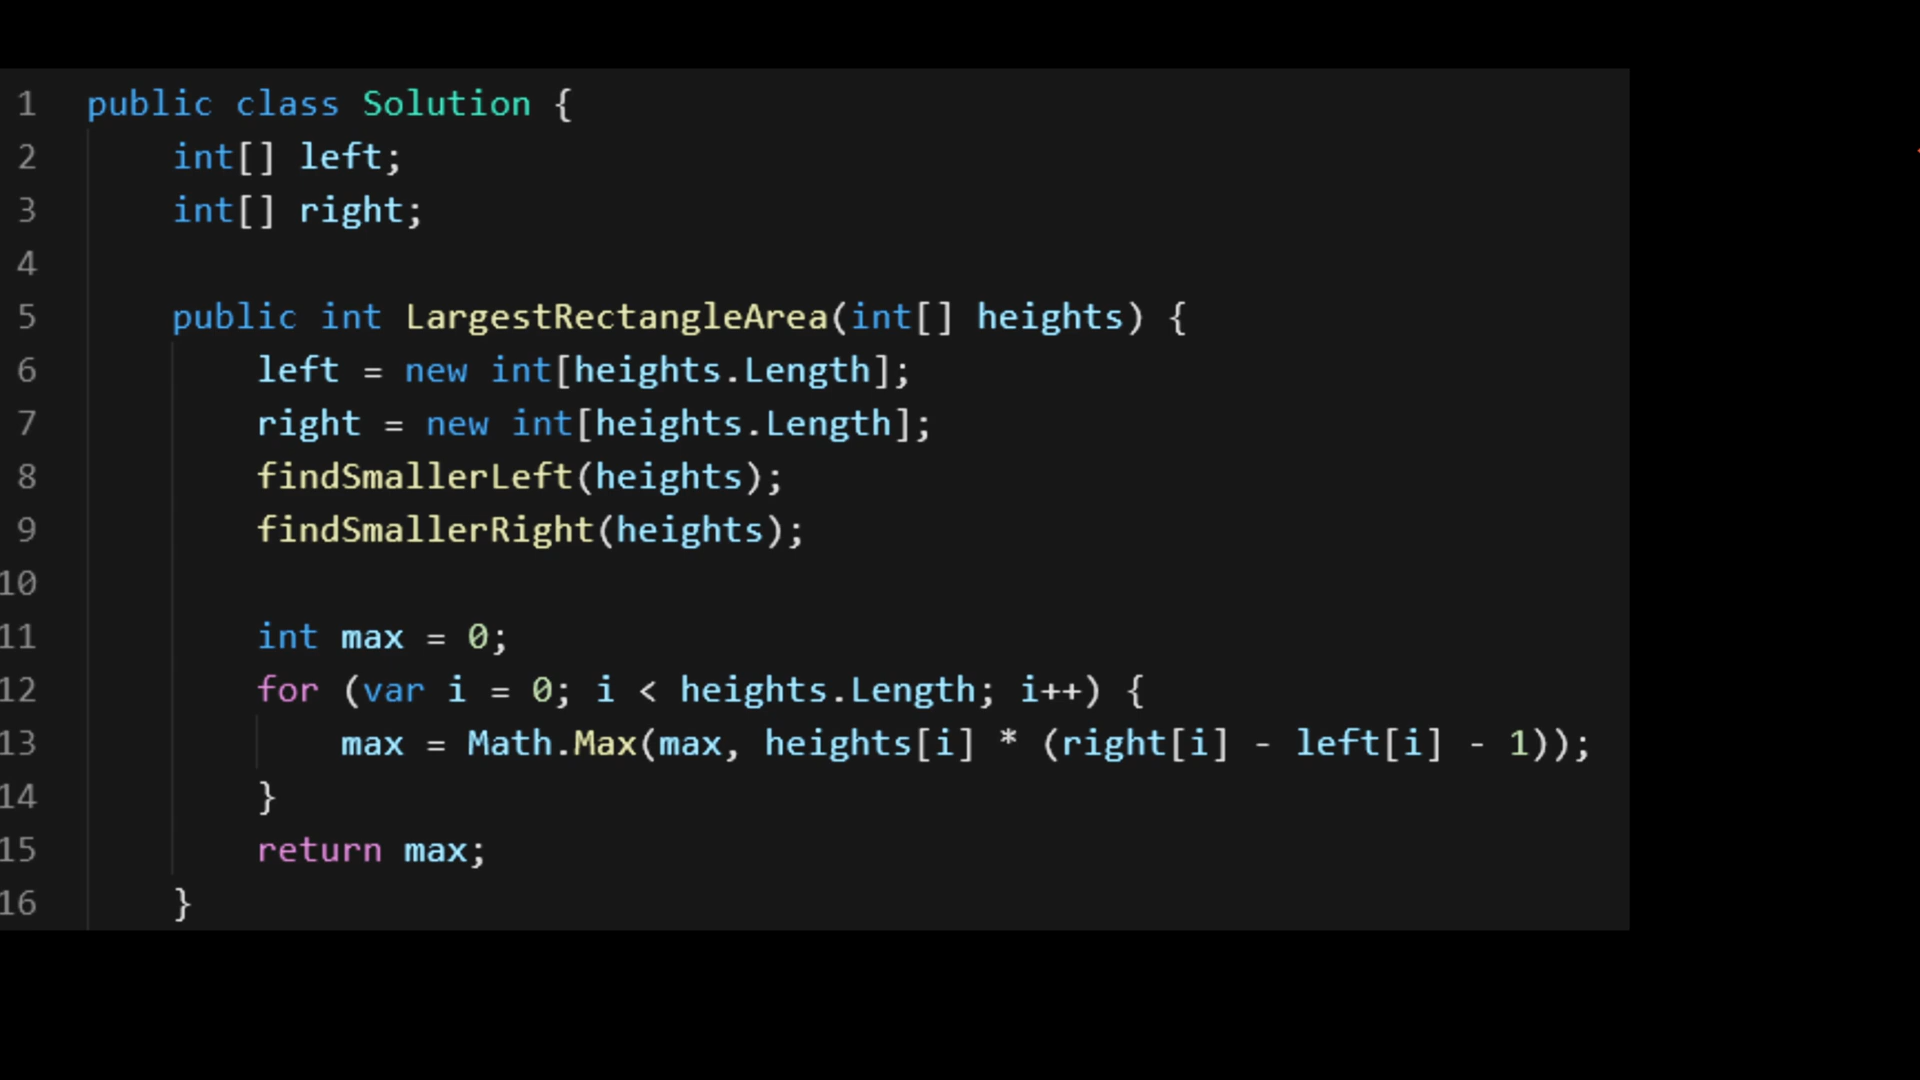 1 public class Solution {
2 int[] left;
3 int[] right;
4
5 public int LargestRectangleArea(int[] heights) {
6 left = new int[heights.Length];
7 right = new int[heights.Length];
8 findSmallerLeft(heights);
9 findSmallerRight(heights);
10
11 int max = 0;
12 for (var i = 0; i < heights.Length; i++) {
13 max = Math.Max(max, heights[i] * (right[i] - left[i] - 1));
14 }
15 return max;
16 }